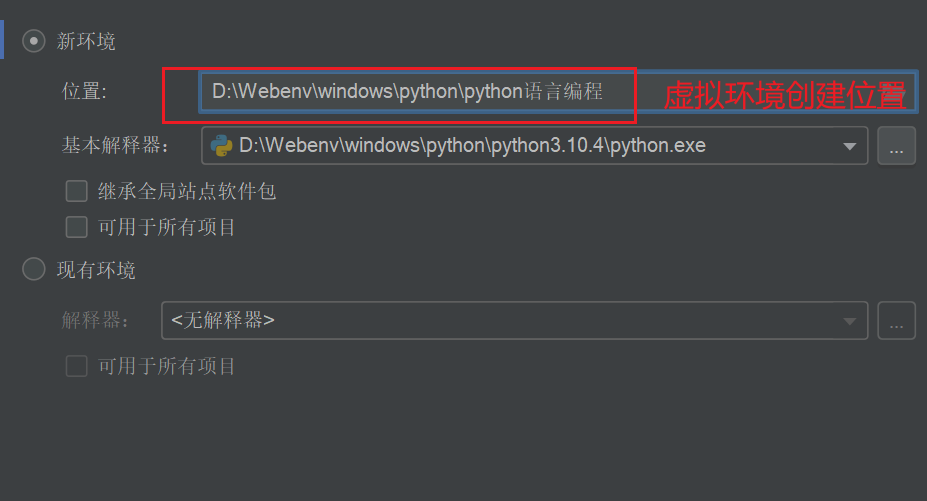 新环境
位置: D:\Webenv\windows\python\python语言编程 虚拟环境创建位置
基本解释器: D:\Webenv\windows\python\python3.10.4\python.exe ...
继承全局站点软件包
可用于所有项目
现有环境
解释器: <无解释器> ...
可用于所有项目